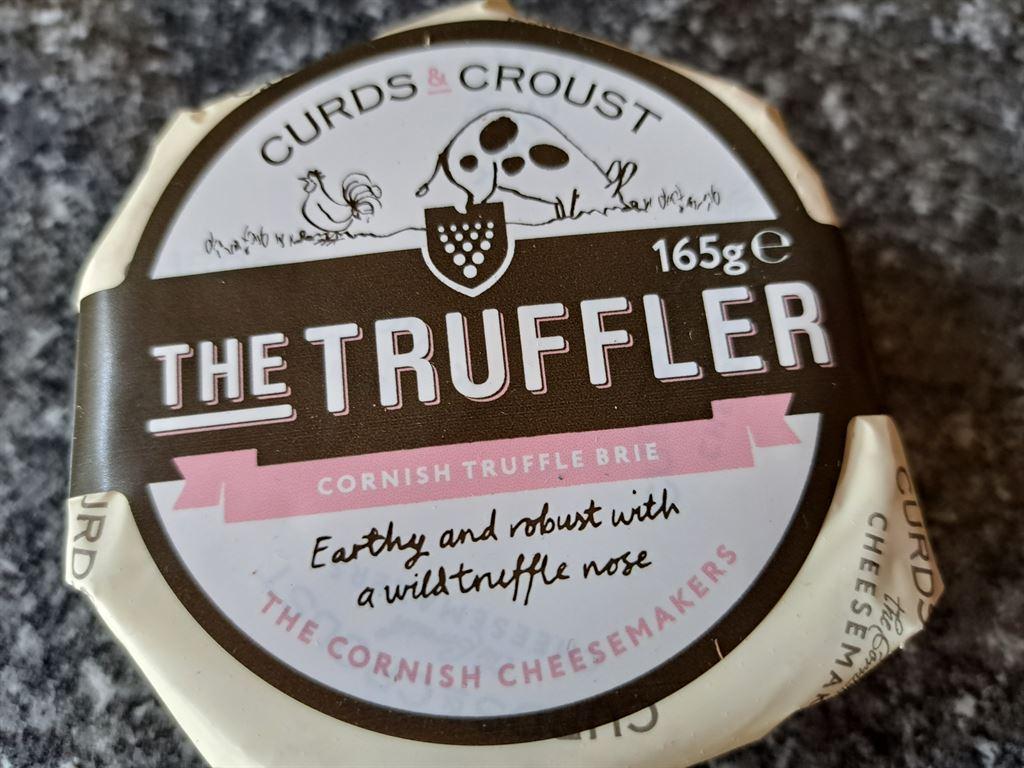 CURDS & CROUST
165g e
THE TRUFFLER
CORNISH TRUFFLE BRIE
Earthy and robust with
a wild truffle nose
THE CORNISH CHEESEMAKERS
URD
CURDS
CHEESEMA